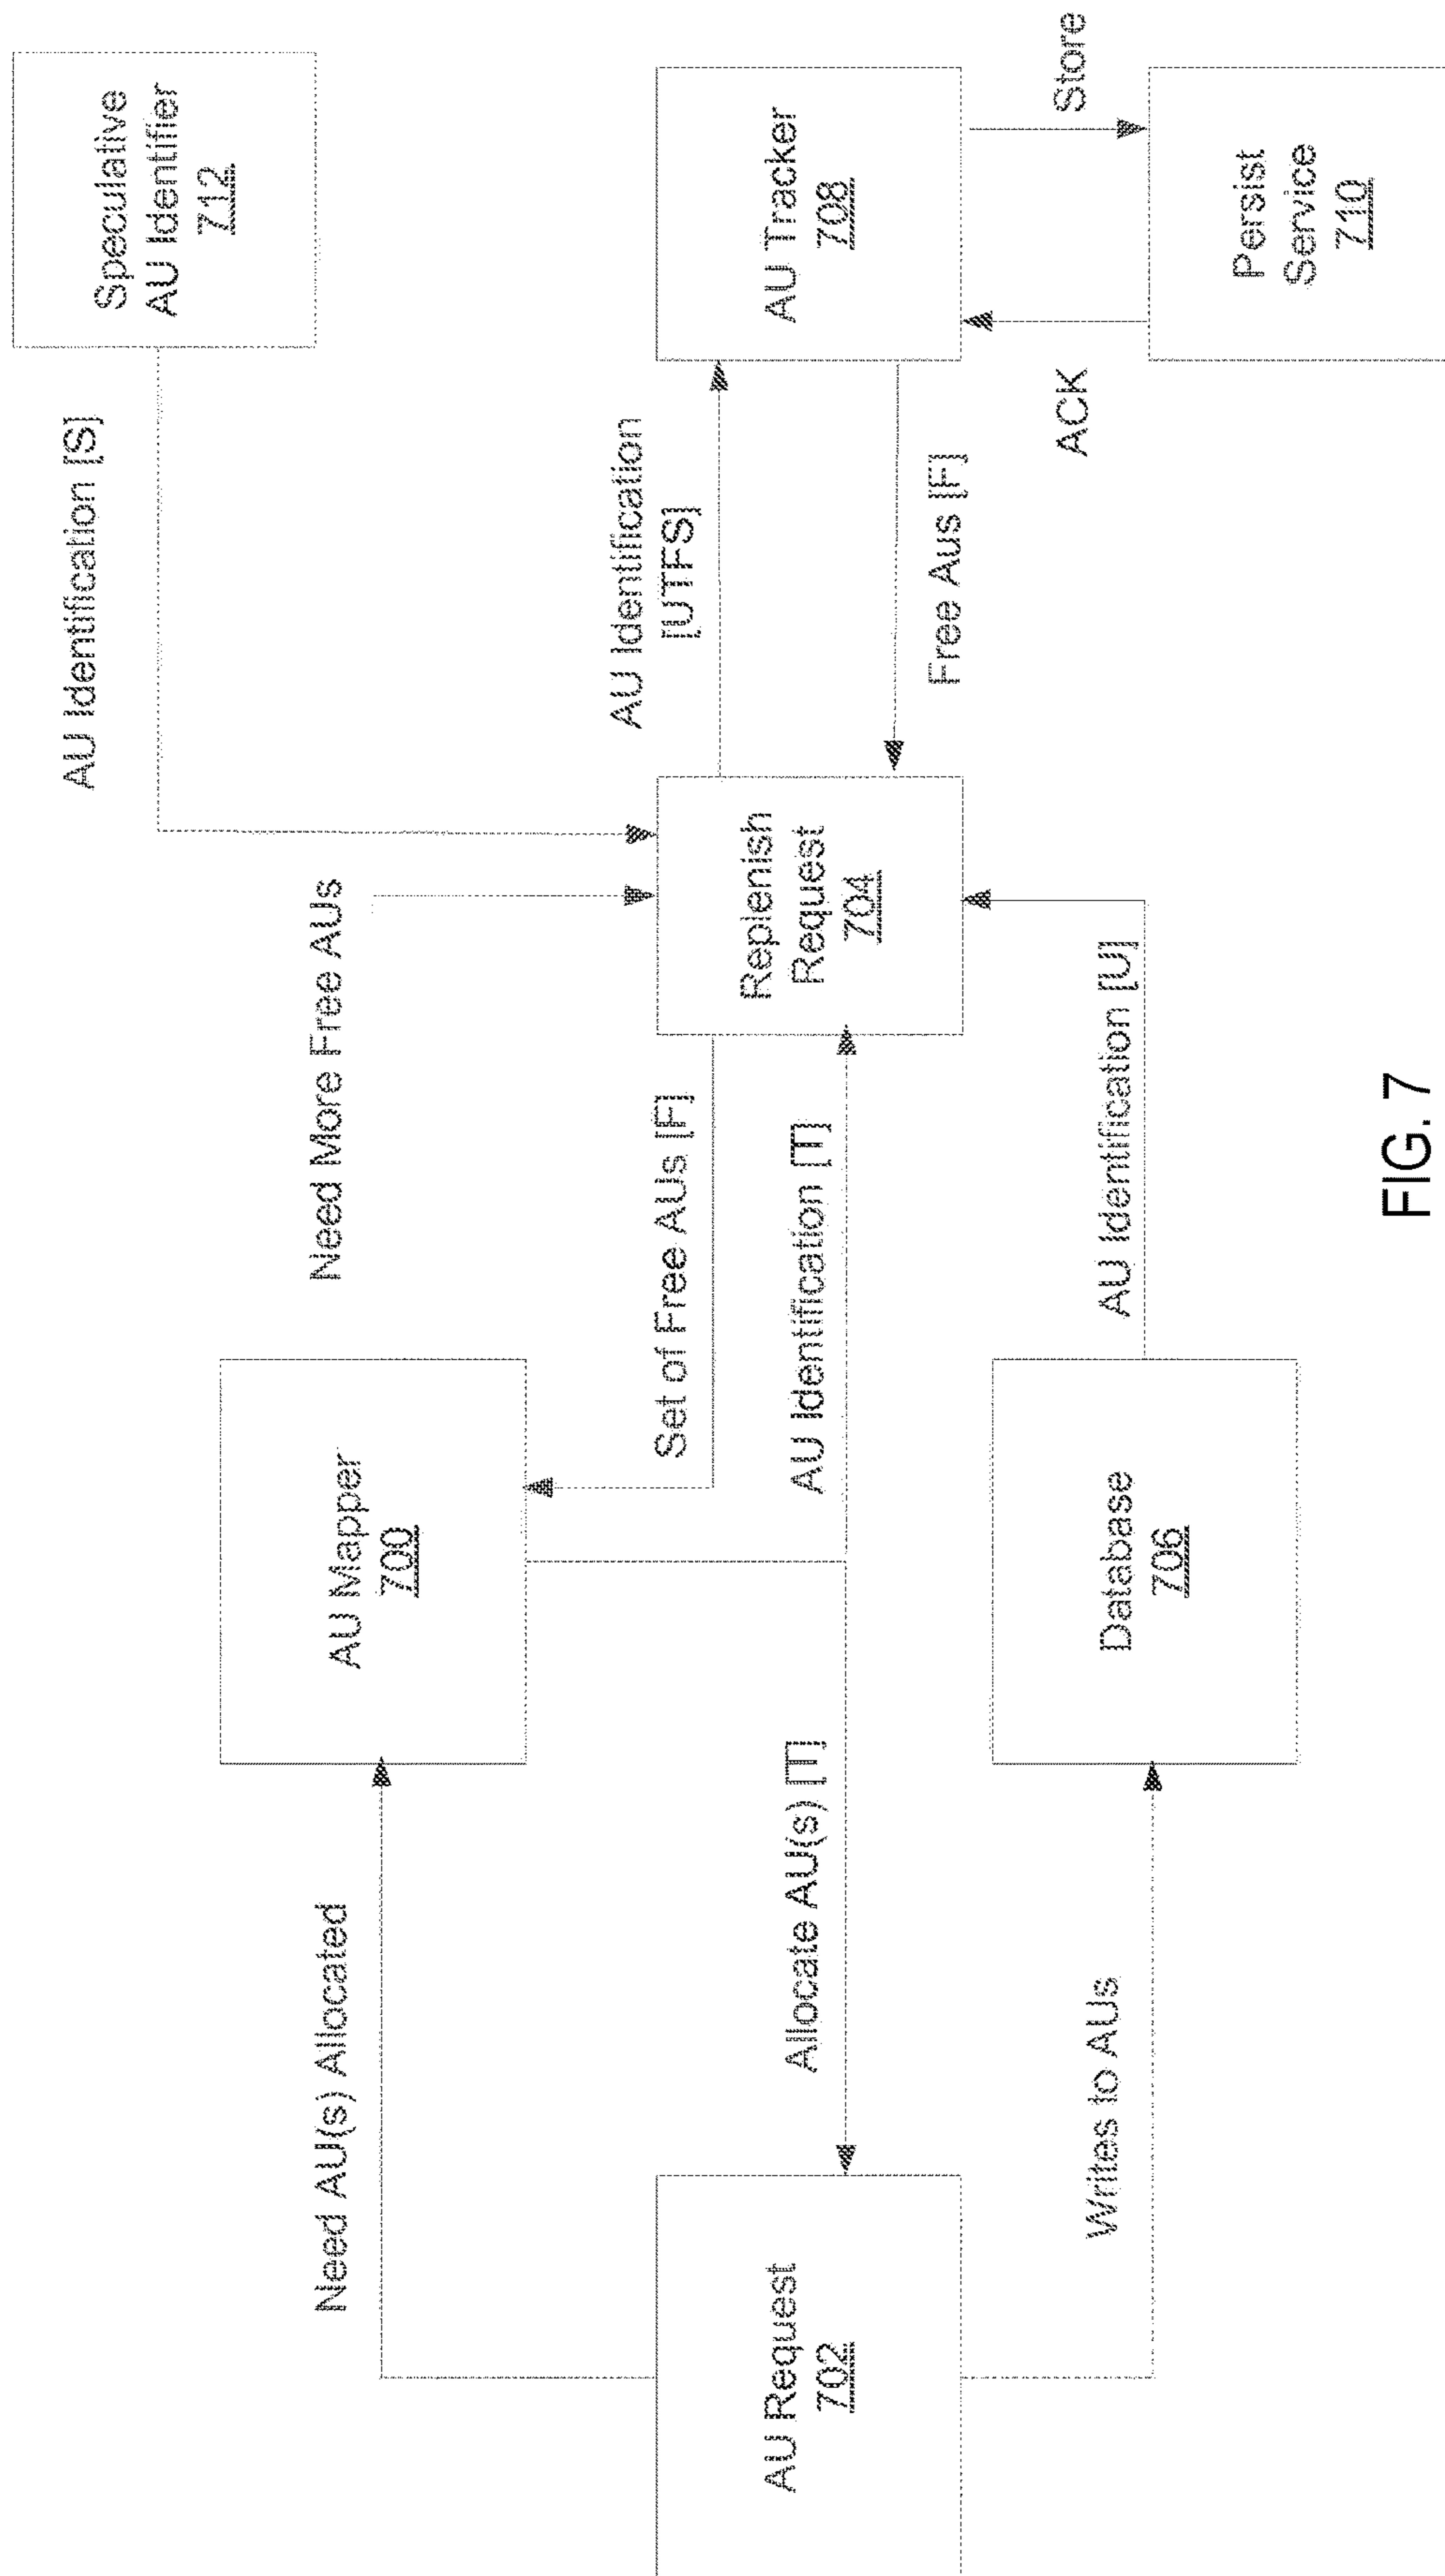 Speculative
AU Identifier
712
AU Identification [S]
Need More Free AUs
AU Mapper
700
Need AU(s) Allocated
AU Tracker
708
AU Identification
[UTFS]
Free Aus [F]
Replenish
Request
704
Set of Free AUs [F]
AU Identification [T]
Allocate AU(s) [T]
AU Request
702
Store
ACK
Persist
Service
710
AU Identification [U]
Database
706
Writes to AUs
FIG. 7